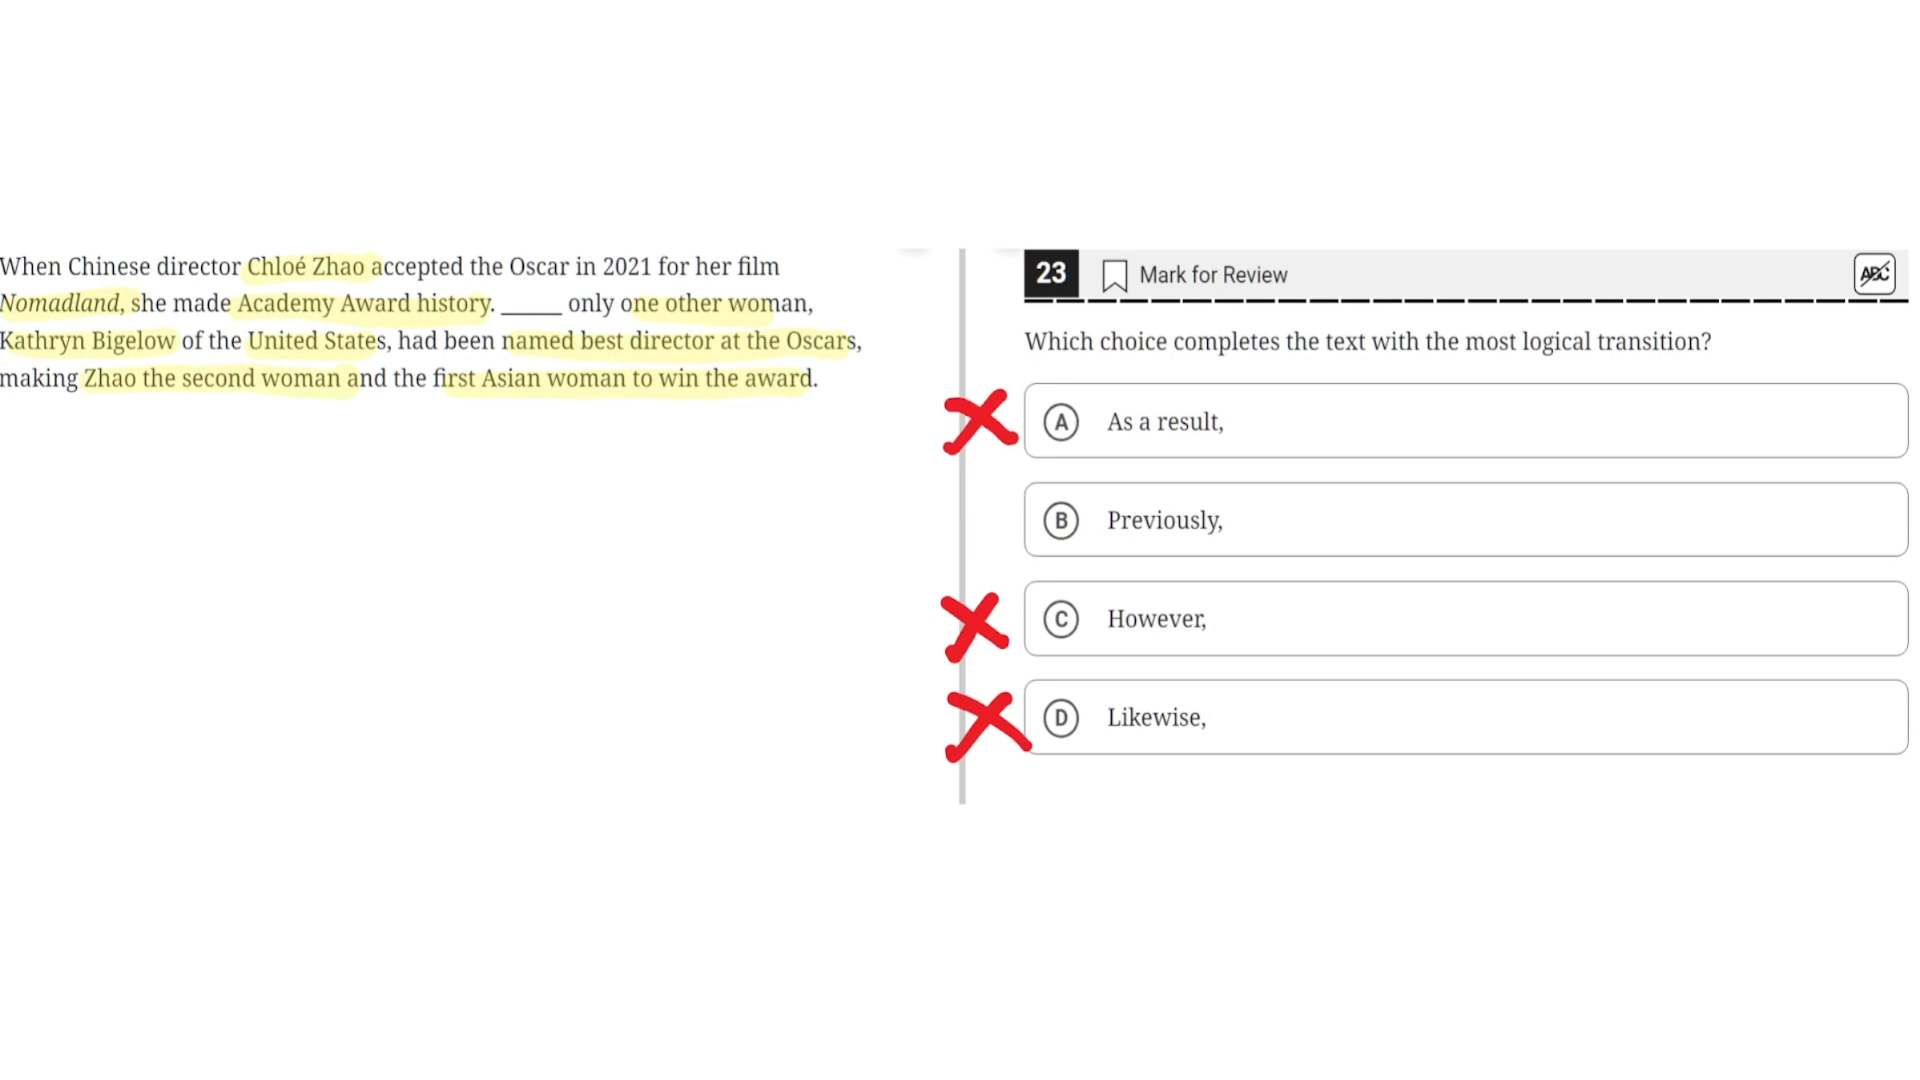 When Chinese director Chloé Zhao accepted the Oscar in 2021 for her film
Nomadland, she made Academy Award history. _____ only one other woman,
Kathryn Bigelow of the United States, had been named best director at the Oscars,
making Zhao the second woman and the first Asian woman to win the award.
23 Mark for Review ABC
Which choice completes the text with the most logical transition?
A As a result,
B Previously,
C However,
D Likewise,